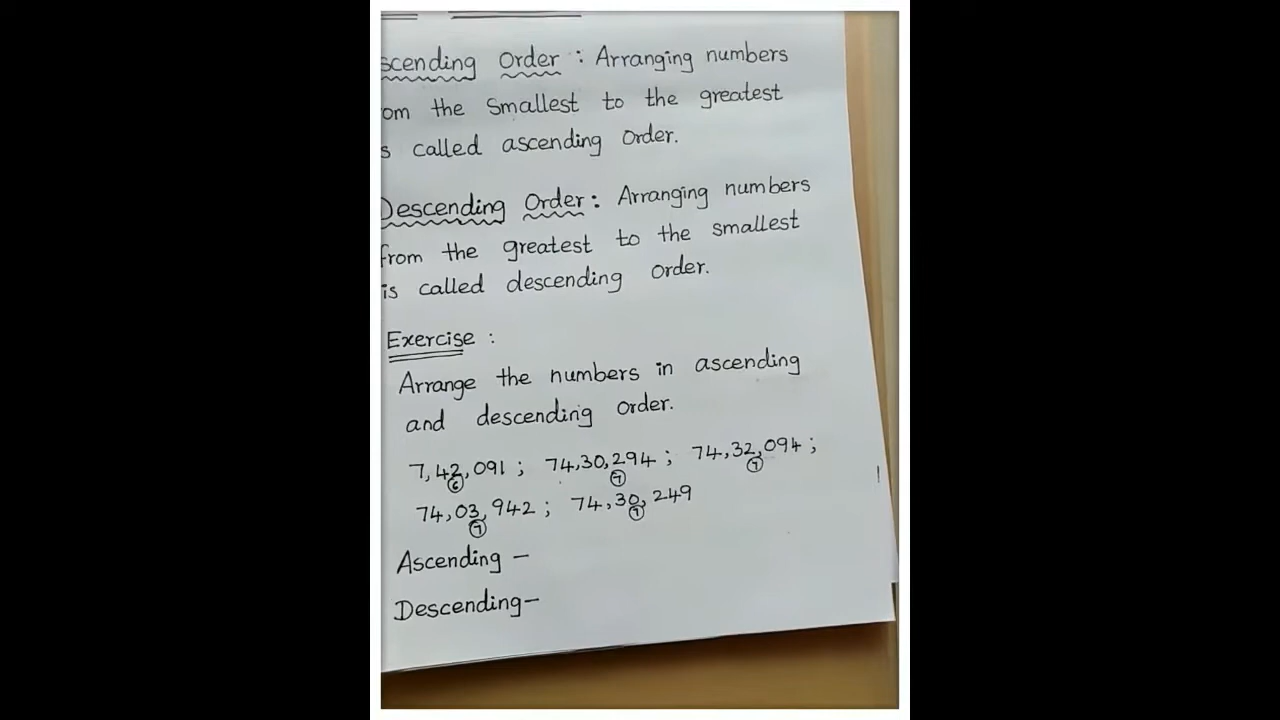 scending Order : Arranging numbers
om the Smallest to the greatest
s called ascending Order.
Descending Order : Arranging numbers
from the greatest to the smallest
is called descending Order.
Exercise :
Arrange the numbers in ascending
and descending Order.
7,42,091 ; 74,30,294 ; 74,32,094 ;
6 7 7
74,03,942 ; 74,30,249
7 7
Ascending –
Descending –